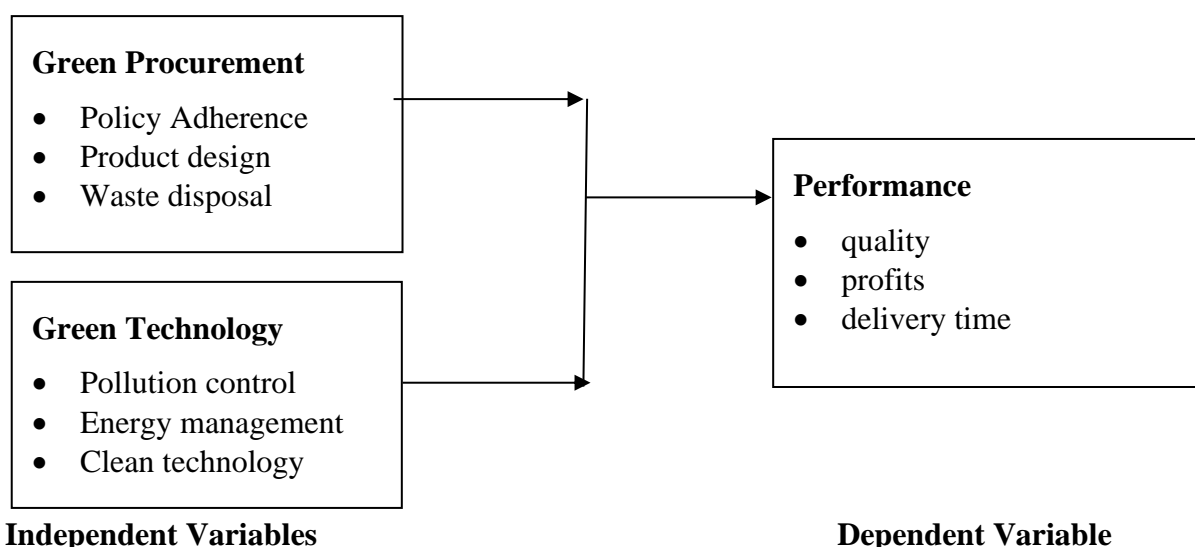 Green Procurement
• Policy Adherence
• Product design
• Waste disposal
Green Technology
• Pollution control
• Energy management
• Clean technology
Performance
• quality
• profits
• delivery time
Independent Variables
Dependent Variable